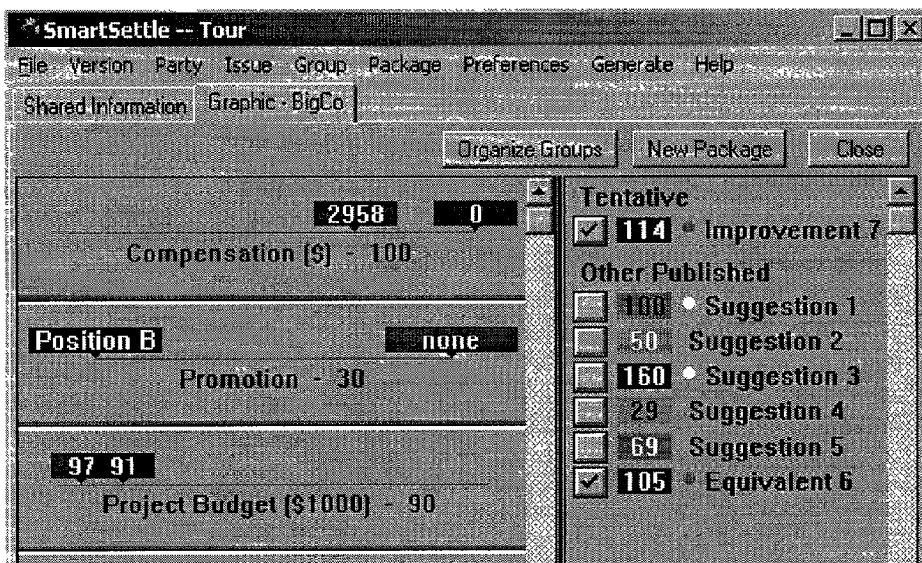 SmartSettle -- Tour
File Version Party Issue Group Package Preferences Generate Help
Shared Information Graphic - BigCo
Organize Groups New Package Close
2958 0
Compensation ($) - 100
Position B none
Promotion - 30
97 91
Project Budget ($1000) - 90
Tentative
114 Improvement 7
Other Published
100 Suggestion 1
50 Suggestion 2
160 Suggestion 3
29 Suggestion 4
69 Suggestion 5
105 Equivalent 6